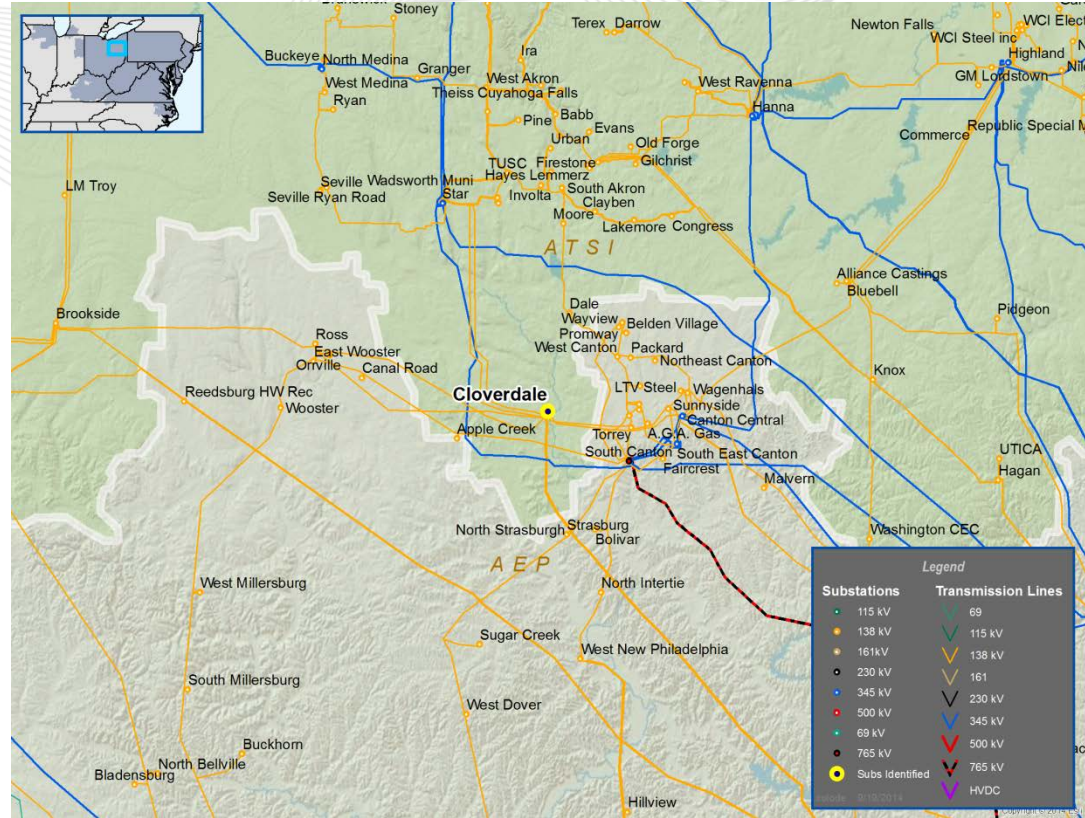 Stoney
Terex Darrow
Newton Falls
WCI Elect
WCI Steel inc
Highland
Buckeye
North Medina
Ira
Granger
West Akron
West Ravenna
GM Lordstown
Nil
West Medina
Theiss Cuyahoga Falls
Hanna
Ryan
Babb
Pine
Evans
Commerce
Republic Special M
Urban
Old Forge
TUSC
Firestone
Gilchrist
LM Troy
Seville
Wadsworth Muni
Hayes Lemmerz
Seville Ryan Road
Star
Involta
South Akron
Clayben
Moore
Lakemore
Congress
ATSI
Alliance Castings
Bluebell
Brookside
Dale
Wayview
Belden Village
Pidgeon
Promway
Ross
West Canton
Packard
East Wooster
Northeast Canton
Orrville
Canal Road
Knox
Reedsburg HW Rec
Cloverdale
LTV Steel
Wagenhals
Wooster
Sunnyside
Canton Central
Apple Creek
Torrey
A.G.A. Gas
South Canton
South East Canton
UTICA
Faircrest
Hagan
Malvern
North Strasburgh
Strasburg
Bolivar
Washington CEC
AEP
West Millersburg
North Intertie
Sugar Creek
West New Philadelphia
South Millersburg
West Dover
Buckhorn
North Bellville
Bladensburg
Hillview
Legend
Substations
115 kV
138 kV
161kV
230 kV
345 kV
500 kV
69 kV
765 kV
Subs Identified
Transmission Lines
69
115 kV
138 kV
161
230 kV
345 kV
500 kV
765 kV
HVDC
9/19/2014